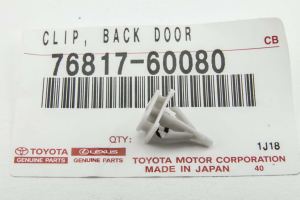 CLIP, BACK DOOR
CB
76817-60080
QTY:
1J18
TOYOTA
GENUINE PARTS
LEXUS
GENUINE PARTS
TOYOTA MOTOR CORPORATION
MADE IN JAPAN 40